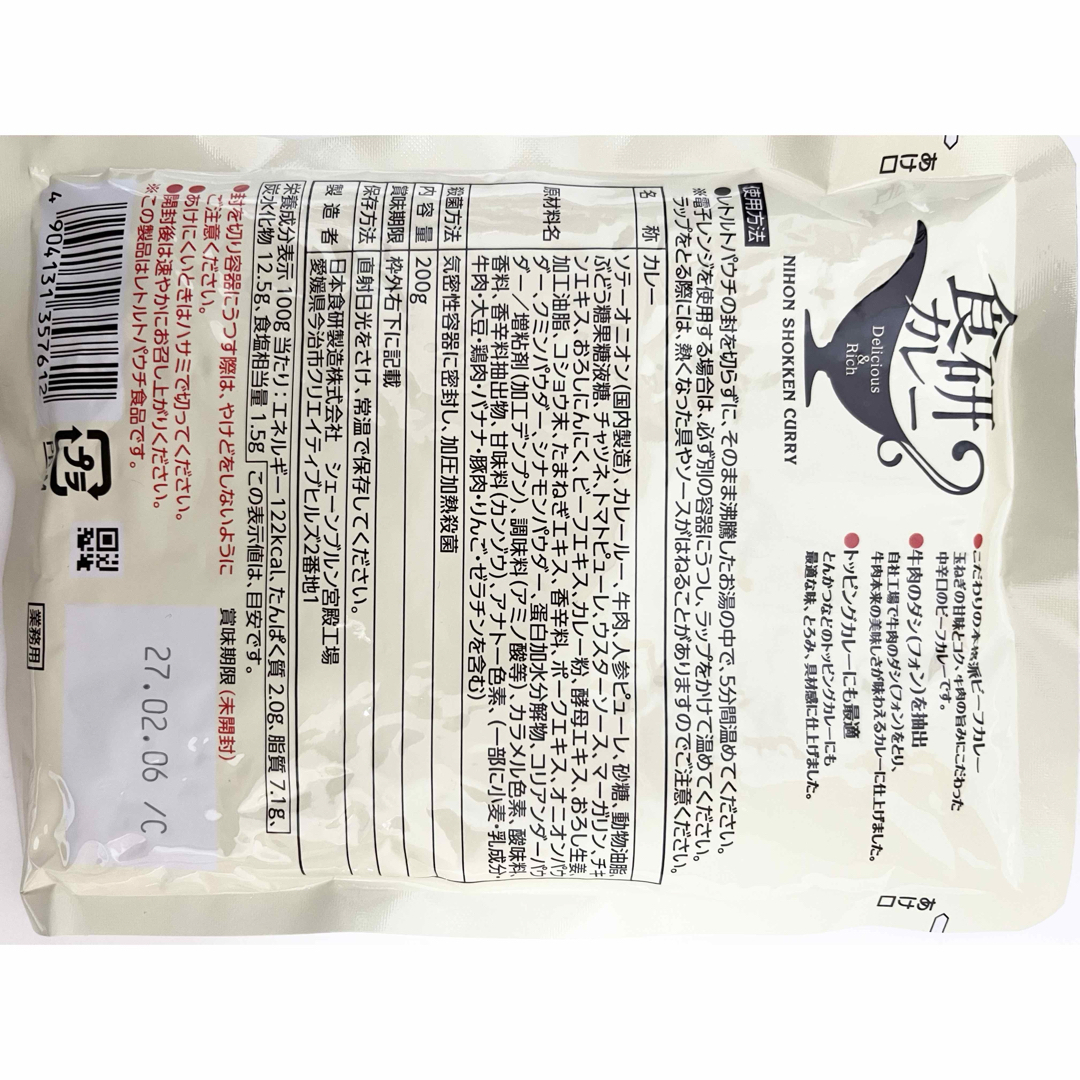 あけ口
あけ口
食研
カレー
Delicious
&
Rich
NIHON SHOKKEN CURRY
●こだわりの本格派ビーフカレー
玉ねぎの甘味とコク・牛肉の旨みにこだわった
中辛口のビーフカレーです。
●牛肉のダシ(フォン)を抽出
自社工場で牛肉のダシ(フォン)をとり、
牛肉本来の美味しさが味わえるカレーに仕上げました。
●トッピングカレーにも最適
とんかつなどのトッピングカレーにも
最適な味、とろみ、具材感に仕上げました。
使用方法
●レトルトパウチの封を切らずに、そのまま沸騰したお湯の中で、5分間温めてください。
※電子レンジを使用する場合は、必ず別の容器にうつし、ラップをかけて温めてください。
ラップをとる際には、熱くなった具やソースがはねることがありますのでご注意ください。
名 称 カレー
原材料名 ソテーオニオン(国内製造)、カレールー、牛肉、人参ピューレ、砂糖、動物油脂、
ぶどう糖果糖液糖、チャツネ、トマトピューレ、ウスターソース、マーガリン、チキ
ンエキス、おろしにんにく、ビーフエキス、カレー粉、酵母エキス、おろし生姜、
加工油脂、コショウ末、たまねぎエキス、香辛料、ポークエキス、オニオンパウ
ダー、クミンパウダー、シナモンパウダー、蛋白加水分解物、コリアンダーパウ
ダー／増粘剤(加工デンプン)、調味料(アミノ酸等)、カラメル色素、酸味料、
香料、香辛料抽出物、甘味料(カンゾウ)、アナトー色素、(一部に小麦・乳成分・
牛肉・大豆・鶏肉・バナナ・豚肉・りんご・ゼラチンを含む)
殺菌方法 気密性容器に密封し、加圧加熱殺菌
内 容 量 200g
賞味期限 枠外右下に記載
保存方法 直射日光をさけ、常温で保存してください。
製 造 者 日本食研製造株式会社 シェーンブルン宮殿工場
愛媛県今治市クリエイティブヒルズ2番地1
栄養成分表示 100g当たり:エネルギー 122kcal、たんぱく質 2.0g、脂質 7.1g、
炭水化物 12.5g、食塩相当量 1.5g この表示値は、目安です。
●封を切り容器にうつす際は、やけどをしないように
ご注意ください。
●あけにくいときはハサミで切ってください。
●開封後は速やかにお召し上がりください。
※この製品はレトルトパウチ食品です。
賞味期限(未開封)
27.02.06 /C
4 904131357612
プラ
業務用